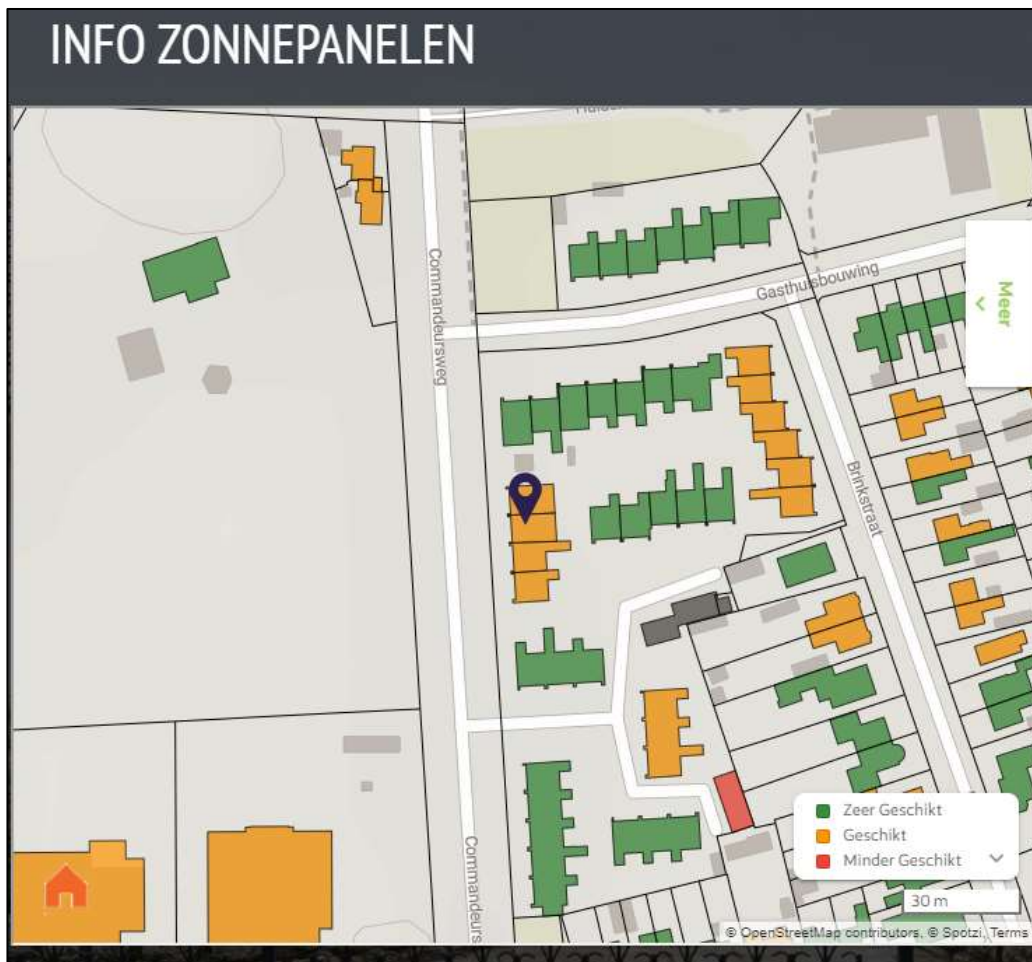 INFO ZONNEPANELEN
Commandeursweg
Gasthuisbouwing
Meer
Brinkstraat
Zeer Geschikt
Geschikt
Minder Geschikt
30 m
Commandeurs
© OpenStreetMap contributors, © Spotzi, Terms